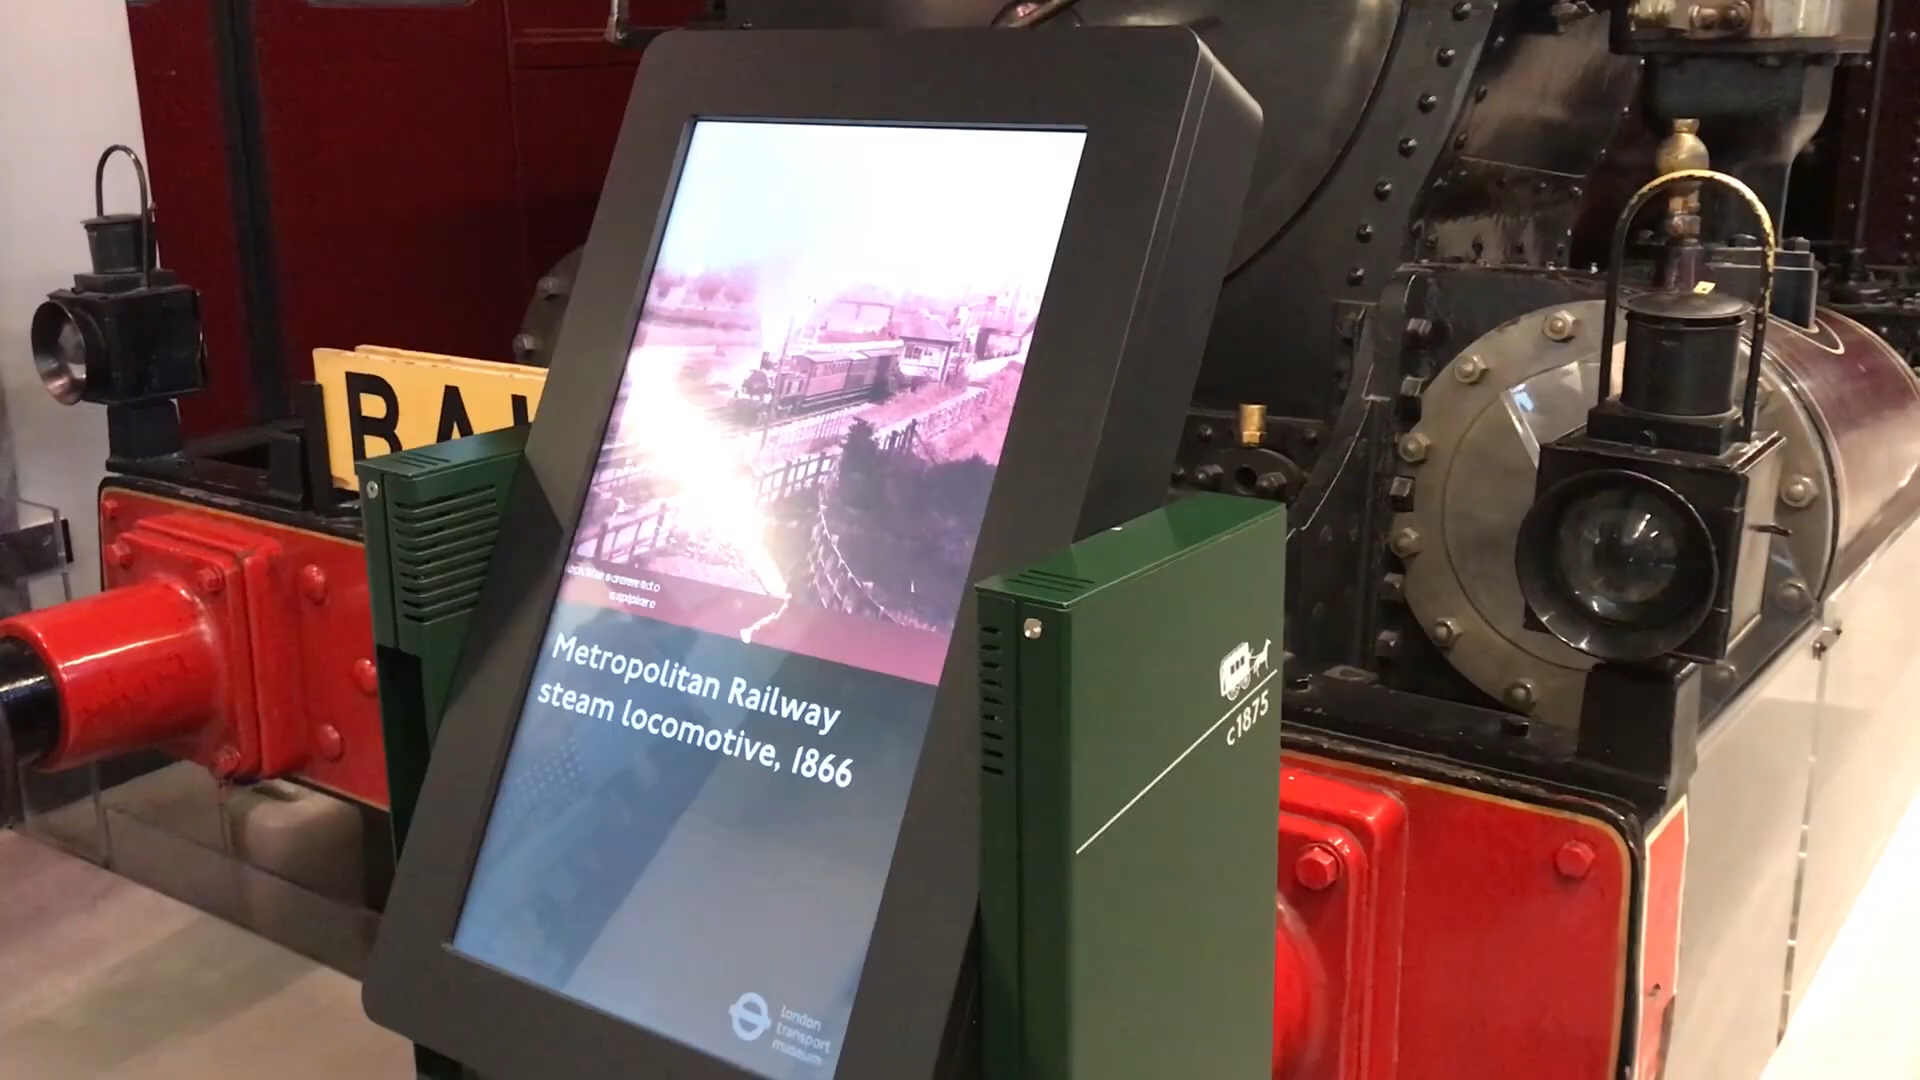 BA
Metropolitan Railway
steam locomotive, 1866
c1875
london
transport
museum